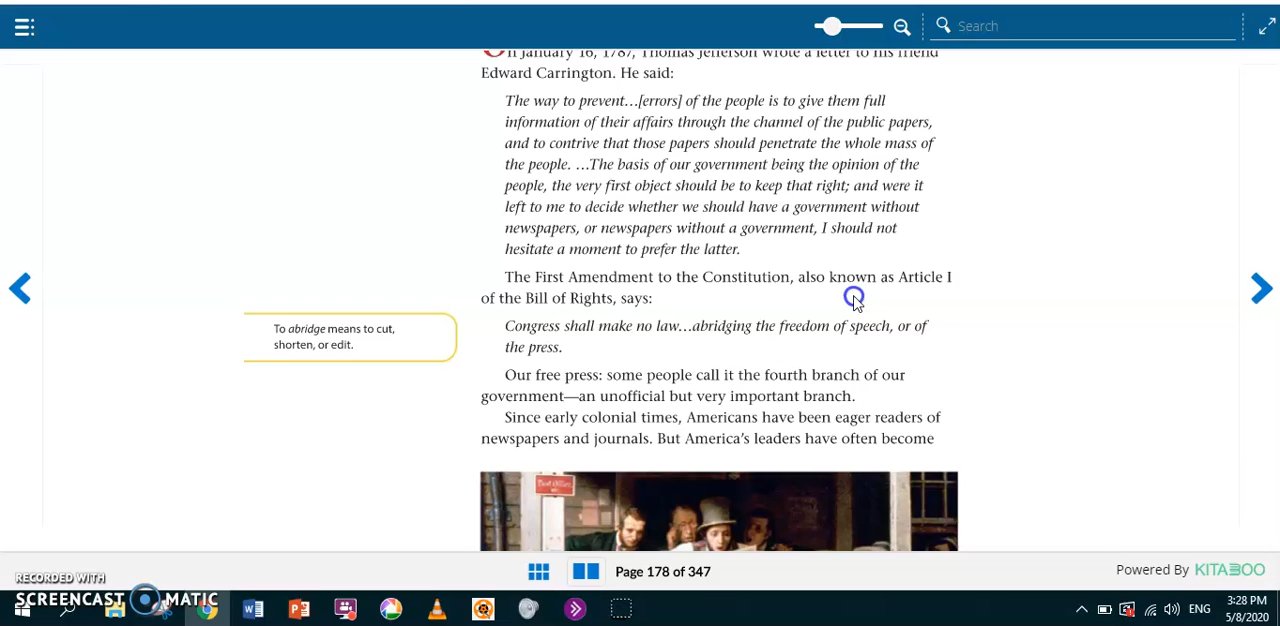 Search
On January 16, 1787, Thomas Jefferson wrote a letter to his friend
Edward Carrington. He said:
The way to prevent…[errors] of the people is to give them full
information of their affairs through the channel of the public papers,
and to contrive that those papers should penetrate the whole mass of
the people. …The basis of our government being the opinion of the
people, the very first object should be to keep that right; and were it
left to me to decide whether we should have a government without
newspapers, or newspapers without a government, I should not
hesitate a moment to prefer the latter.
The First Amendment to the Constitution, also known as Article I
of the Bill of Rights, says:
To abridge means to cut,
shorten, or edit.
Congress shall make no law…abridging the freedom of speech, or of
the press.
Our free press: some people call it the fourth branch of our
government—an unofficial but very important branch.
Since early colonial times, Americans have been eager readers of
newspapers and journals. But America's leaders have often become
Post Office
Page 178 of 347
Powered By KITABOO
RECORDED WITH
SCREENCAST MATIC
ENG
3:28 PM
5/8/2020